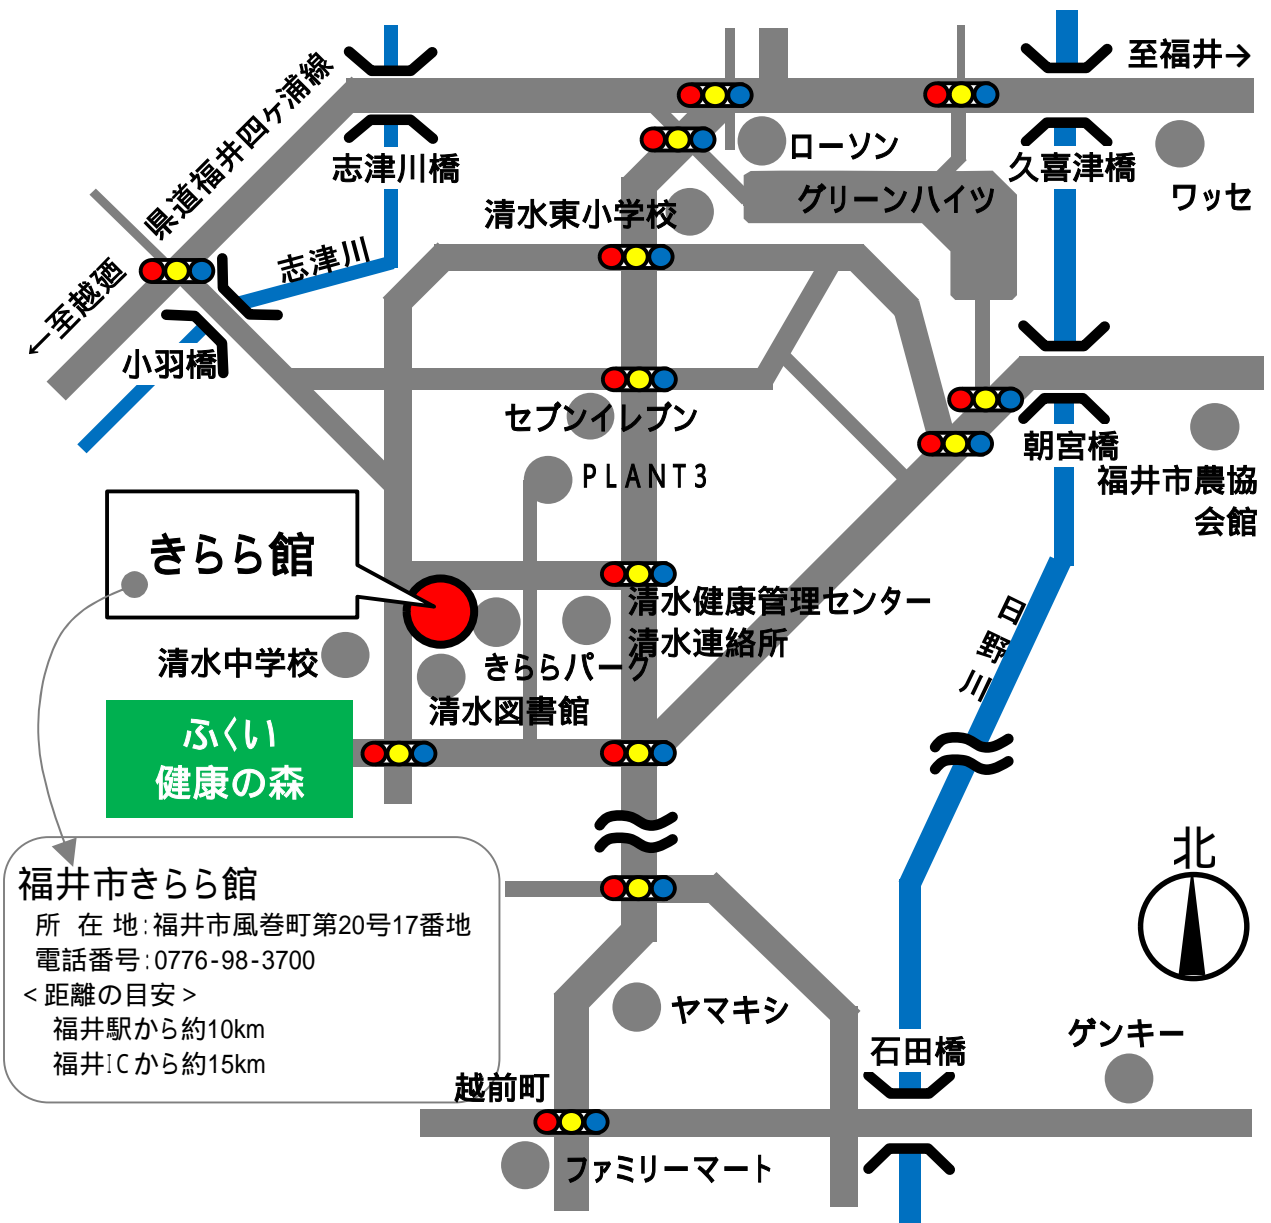 至福井→
県道福井四ヶ浦線
志津川橋
ローソン
久喜津橋
ワッセ
グリーンハイツ
清水東小学校
志津川
←至越廼
小羽橋
セブンイレブン
朝宮橋
PLANT3
福井市農協
会館
きらら館
清水健康管理センター
清水連絡所
日野川
清水中学校
きららパーク
清水図書館
ふくい
健康の森
北
福井市きらら館
所 在 地:福井市風巻町第20号17番地
電話番号:0776-98-3700
<距離の目安>
福井駅から約10km
福井ICから約15km
ヤマキシ
石田橋
ゲンキー
越前町
ファミリーマート